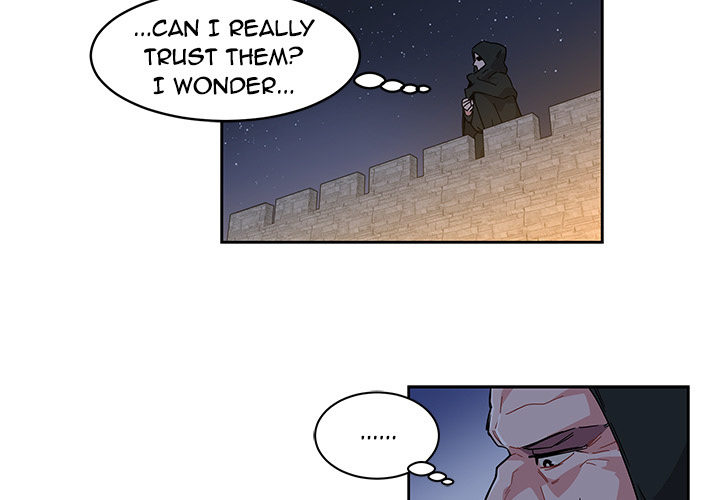 ...CAN I REALLY
TRUST THEM?
I WONDER...
......